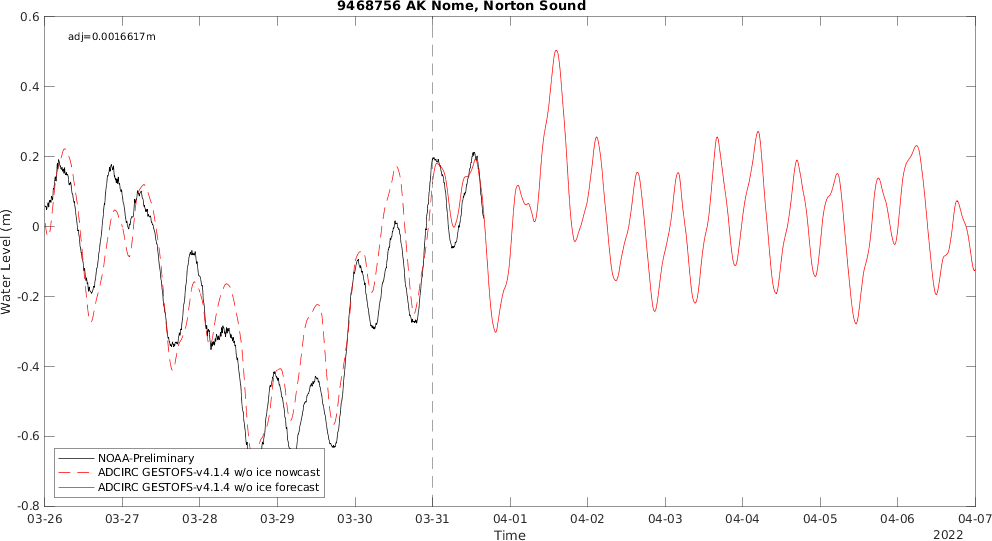 9468756 AK Nome, Norton Sound
adj=0.0016617m
0.6
0.4
0.2
0
-0.2
-0.4
-0.6
-0.8
Water Level (m)
NOAA-Preliminary
ADCIRC GESTOFS-v4.1.4 w/o ice nowcast
ADCIRC GESTOFS-v4.1.4 w/o ice forecast
03-26 03-27 03-28 03-29 03-30 03-31 04-01 04-02 04-03 04-04 04-05 04-06 04-07
Time
2022